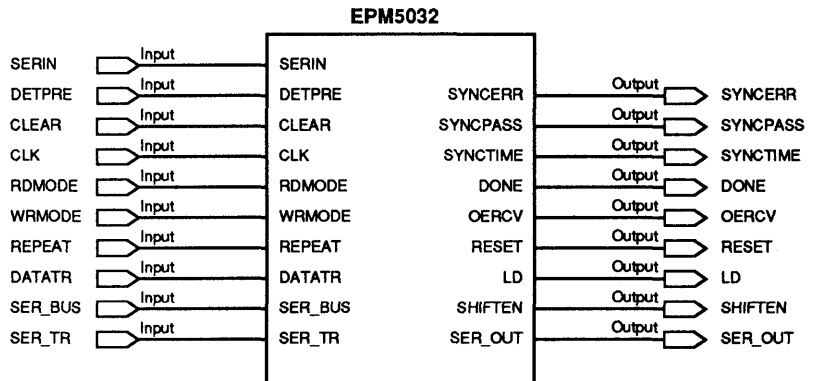 EPM5032
SERIN Input SERIN
DETPRE Input DETPRE SYNCERR Output SYNCERR
CLEAR Input CLEAR SYNCPASS Output SYNCPASS
CLK Input CLK SYNCTIME Output SYNCTIME
RDMODE Input RDMODE DONE Output DONE
WRMODE Input WRMODE OERCV Output OERCV
REPEAT Input REPEAT RESET Output RESET
DATATR Input DATATR LD Output LD
SER_BUS Input SER_BUS SHIFTEN Output SHIFTEN
SER_TR Input SER_TR SER_OUT Output SER_OUT